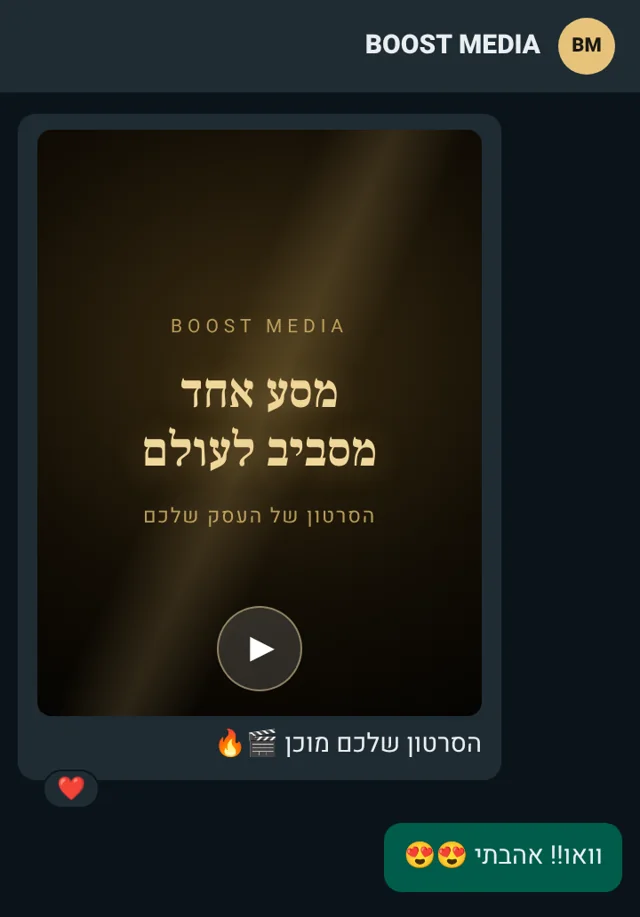 BOOST MEDIA BM
BOOST MEDIA
מסע אחד
מסביב לעולם
הסרטון של העסק שלכם
הסרטון שלכם מוכן 🎬🔥
❤️
וואו!! אהבתי 😍😍